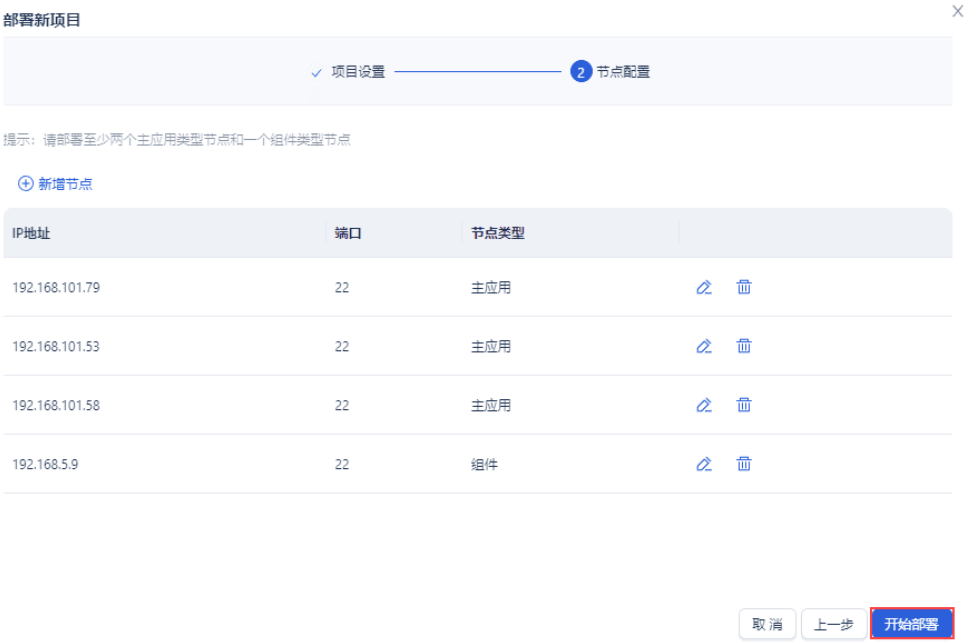 部署新项目
X
✓ 项目设置 2 节点配置
提示：请部署至少两个主应用类型节点和一个组件类型节点
新增节点
IP地址 端口 节点类型
192.168.101.79 22 主应用
192.168.101.53 22 主应用
192.168.101.58 22 主应用
192.168.5.9 22 组件
取消 上一步 开始部署